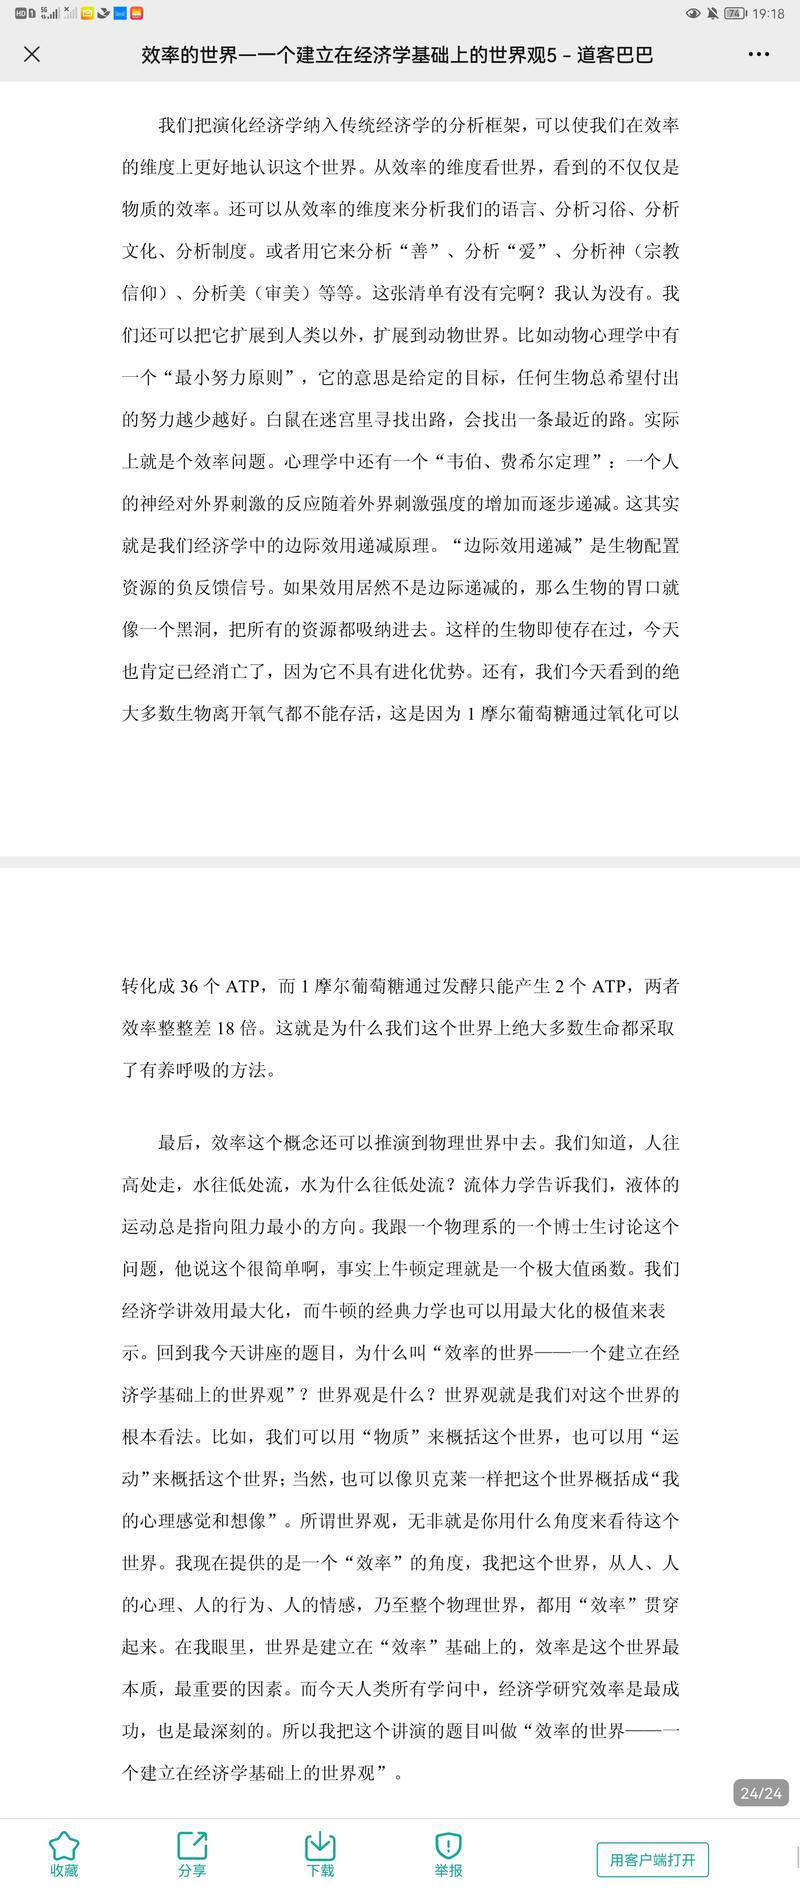 19:18
74
效率的世界—一个建立在经济学基础上的世界观5 - 道客巴巴
我们把演化经济学纳入传统经济学的分析框架，可以使我们在效率
的维度上更好地认识这个世界。从效率的维度看世界，看到的不仅仅是
物质的效率。还可以从效率的维度来分析我们的语言、分析习俗、分析
文化、分析制度。或者用它来分析“善”、分析“爱”、分析神（宗教
信仰）、分析美（审美）等等。这张清单有没有完啊？我认为没有。我
们还可以把它扩展到人类以外，扩展到动物世界。比如动物心理学中有
一个“最小努力原则”，它的意思是给定的目标，任何生物总希望付出
的努力越少越好。白鼠在迷宫里寻找出路，会找出一条最近的路。实际
上就是个效率问题。心理学中还有一个“韦伯、费希尔定理”：一个人
的神经对外界刺激的反应随着外界刺激强度的增加而逐步递减。这其实
就是我们经济学中的边际效用递减原理。“边际效用递减”是生物配置
资源的负反馈信号。如果效用居然不是边际递减的，那么生物的胃口就
像一个黑洞，把所有的资源都吸纳进去。这样的生物即使存在过，今天
也肯定已经消亡了，因为它不具有进化优势。还有，我们今天看到的绝
大多数生物离开氧气都不能存活，这是因为 1 摩尔葡萄糖通过氧化可以
转化成 36 个 ATP，而 1 摩尔葡萄糖通过发酵只能产生 2 个 ATP，两者
效率整整差 18 倍。这就是为什么我们这个世界上绝大多数生命都采取
了有养呼吸的方法。
最后，效率这个概念还可以推演到物理世界中去。我们知道，人往
高处走，水往低处流，水为什么往低处流？流体力学告诉我们，液体的
运动总是指向阻力最小的方向。我跟一个物理系的一个博士生讨论这个
问题，他说这个很简单啊，事实上牛顿定理就是一个极大值函数。我们
经济学讲效用最大化，而牛顿的经典力学也可以用最大化的极值来表
示。回到我今天讲座的题目，为什么叫“效率的世界——一个建立在经
济学基础上的世界观”？世界观是什么？世界观就是我们对这个世界的
根本看法。比如，我们可以用“物质”来概括这个世界，也可以用“运
动”来概括这个世界；当然，也可以像贝克莱一样把这个世界概括成“我
的心理感觉和想像”。所谓世界观，无非就是你用什么角度来看待这个
世界。我现在提供的是一个“效率”的角度，我把这个世界，从人、人
的心理、人的行为、人的情感，乃至整个物理世界，都用“效率”贯穿
起来。在我眼里，世界是建立在“效率”基础上的，效率是这个世界最
本质，最重要的因素。而今天人类所有学问中，经济学研究效率是最成
功，也是最深刻的。所以我把这个讲演的题目叫做“效率的世界——一
个建立在经济学基础上的世界观”。
24/24
收藏
分享
下载
举报
用客户端打开